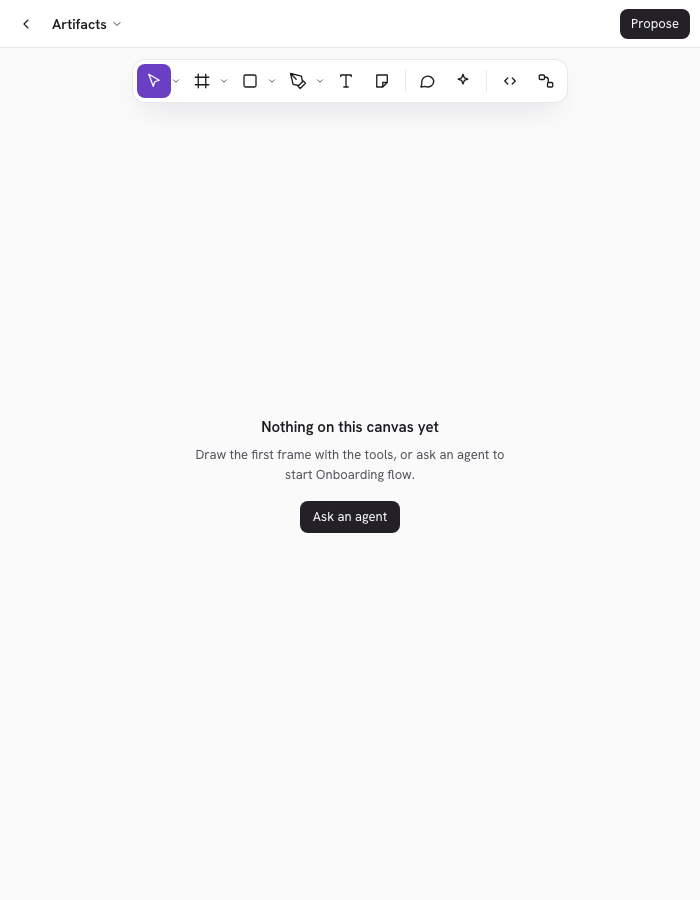 Artifacts
Propose
Nothing on this canvas yet
Draw the first frame with the tools, or ask an agent to
start Onboarding flow.
Ask an agent